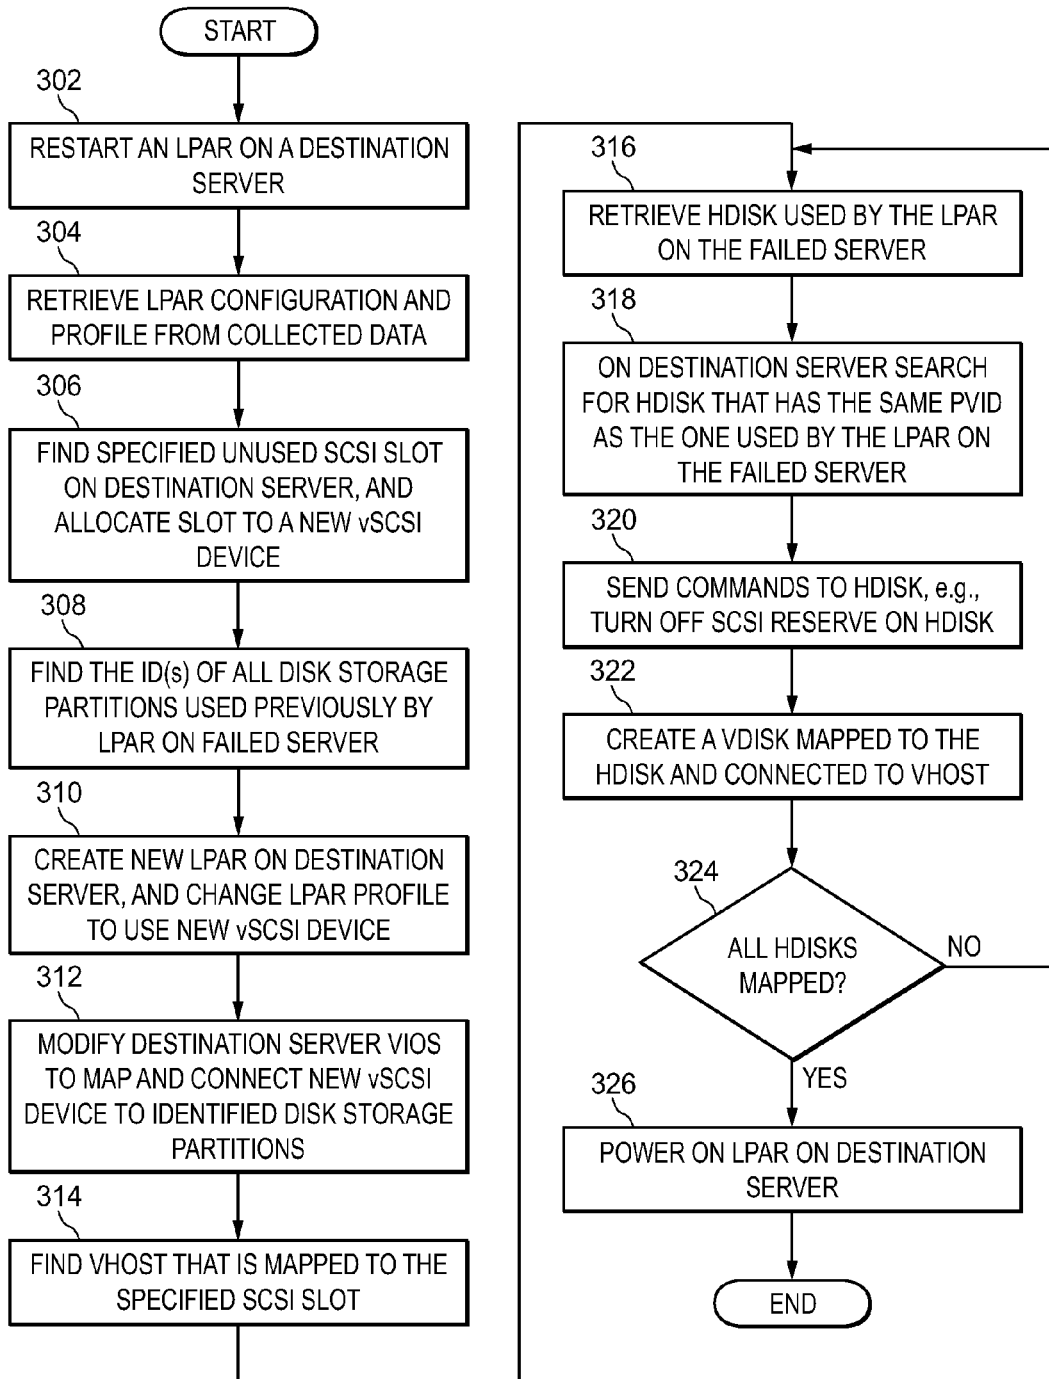 START
302
RESTART AN LPAR ON A DESTINATION
SERVER
304
RETRIEVE LPAR CONFIGURATION AND
PROFILE FROM COLLECTED DATA
306
FIND SPECIFIED UNUSED SCSI SLOT
ON DESTINATION SERVER, AND
ALLOCATE SLOT TO A NEW vSCSI
DEVICE
308
FIND THE ID(s) OF ALL DISK STORAGE
PARTITIONS USED PREVIOUSLY BY
LPAR ON FAILED SERVER
310
CREATE NEW LPAR ON DESTINATION
SERVER, AND CHANGE LPAR PROFILE
TO USE NEW vSCSI DEVICE
312
MODIFY DESTINATION SERVER VIOS
TO MAP AND CONNECT NEW vSCSI
DEVICE TO IDENTIFIED DISK STORAGE
PARTITIONS
314
FIND VHOST THAT IS MAPPED TO THE
SPECIFIED SCSI SLOT
316
RETRIEVE HDISK USED BY THE LPAR
ON THE FAILED SERVER
318
ON DESTINATION SERVER SEARCH
FOR HDISK THAT HAS THE SAME PVID
AS THE ONE USED BY THE LPAR ON
THE FAILED SERVER
320
SEND COMMANDS TO HDISK, e.g.,
TURN OFF SCSI RESERVE ON HDISK
322
CREATE A VDISK MAPPED TO THE
HDISK AND CONNECTED TO VHOST
324
ALL HDISKS
MAPPED?
NO
YES
326
POWER ON LPAR ON DESTINATION
SERVER
END